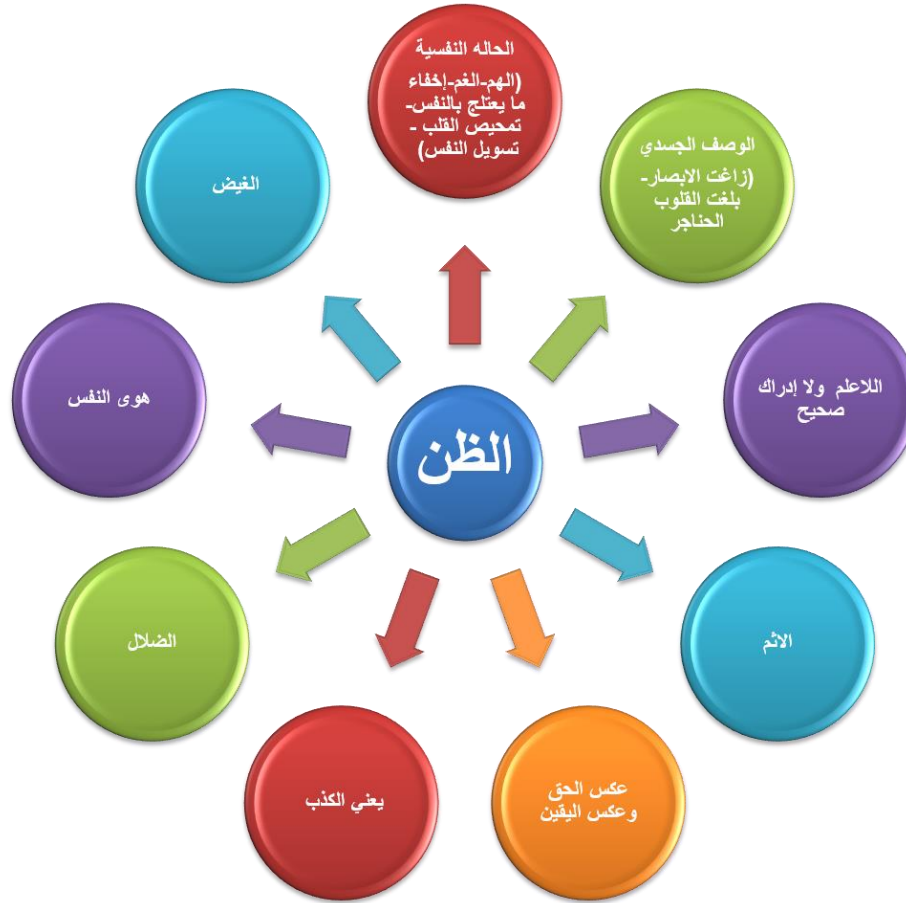 الحاله النفسية
(الهم-الغم-إخفاء
ما يعتلج بالنفس-
تمحيص القلب -
تسويل النفس)
الوصف الجسدي
(زاغت الابصار-
بلغت القلوب
الحناجر
اللاعلم ولا إدراك
صحيح
الاثم
عكس الحق
وعكس اليقين
يعني الكذب
الضلال
هوى النفس
الغيض
الظن